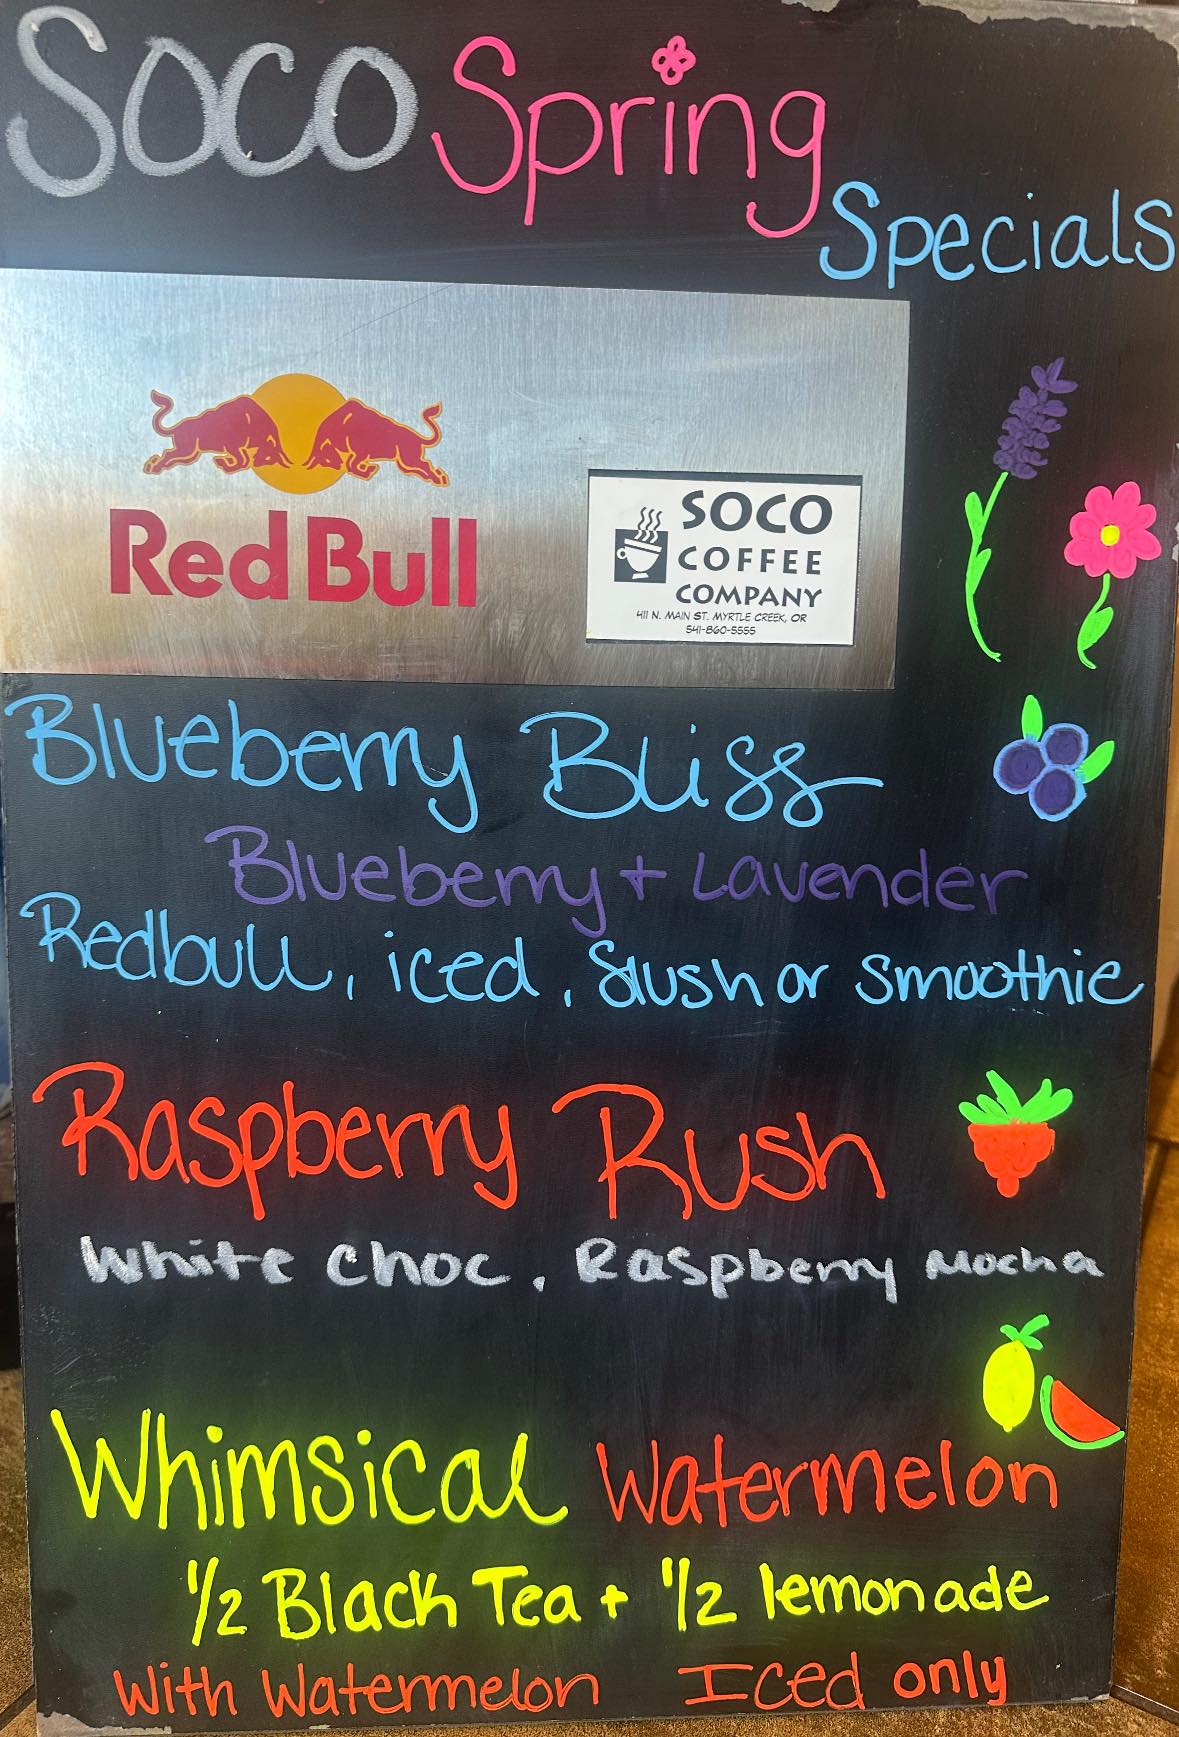 Soco Spring
Specials
Red Bull
SOCO
COFFEE
COMPANY
411 N. MAIN ST. MYRTLE CREEK, OR
541-860-5555
Blueberry Bliss
Blueberry + Lavender
Redbull, iced, Slush or Smoothie
Raspberry Rush
White Choc, Raspberry Mocha
Whimsical Watermelon
1/2 Black Tea + 1/2 lemonade
With Watermelon Iced only